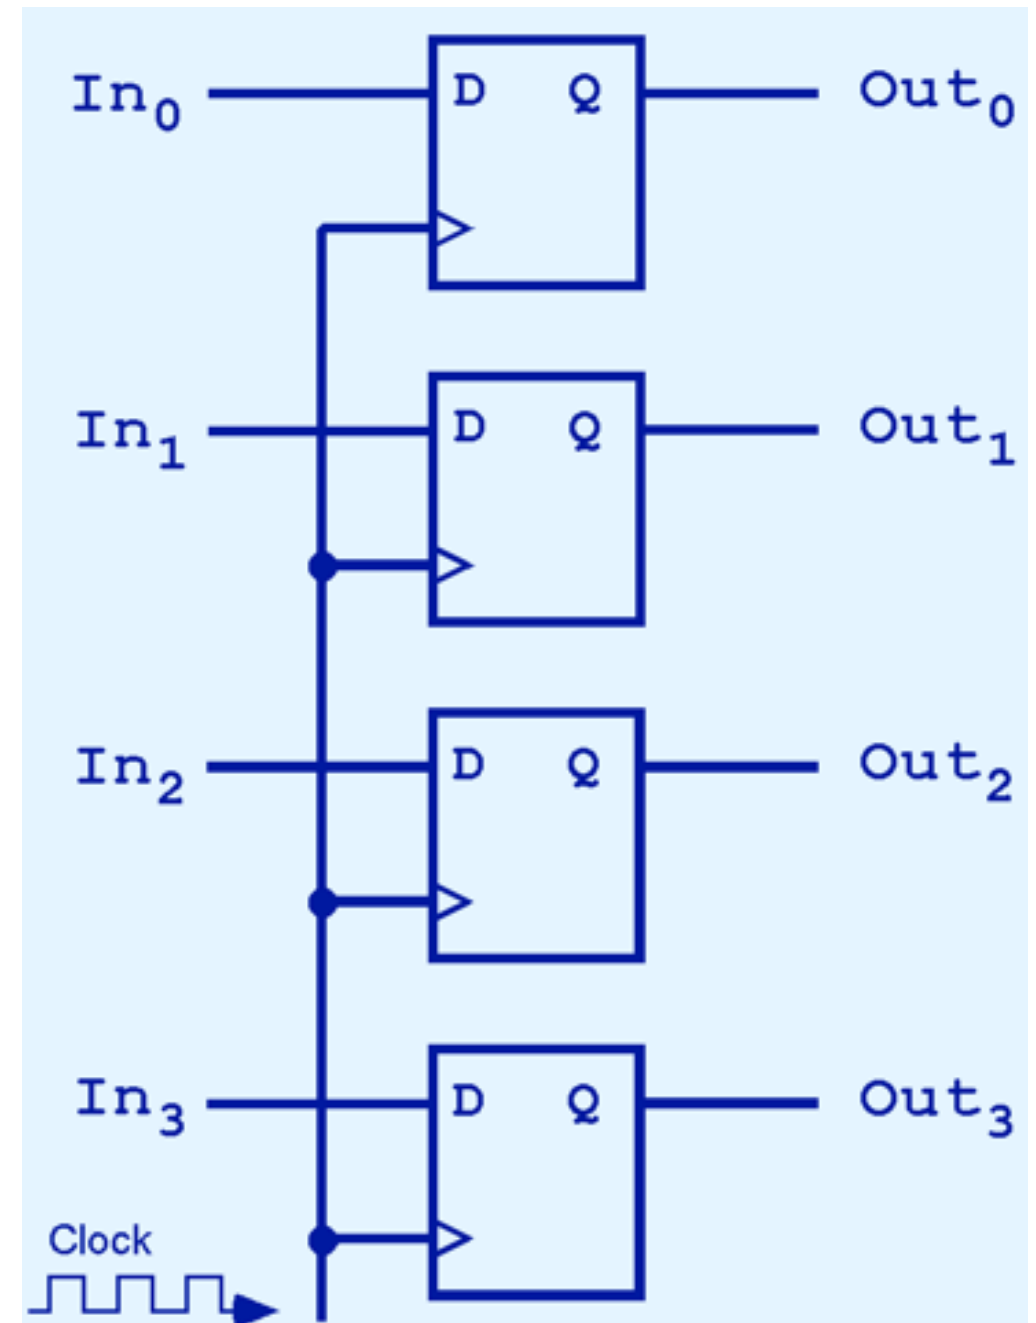 In₀ D Q Out₀
In₁ D Q Out₁
In₂ D Q Out₂
In₃ D Q Out₃
Clock